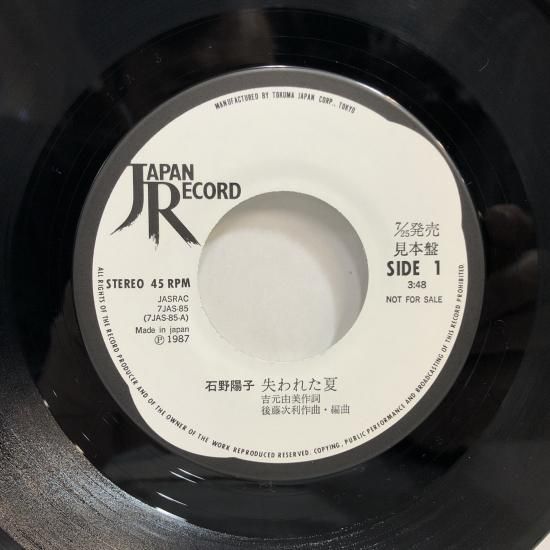 MANUFACTURED BY TOKUMA JAPAN CORP., TOKYO
JAPAN
RECORD
7/25発売
見本盤
SIDE 1
3:48
NOT FOR SALE
STEREO 45 RPM
JASRAC
7JAS-85
(7JAS-85-A)
Made in japan
Ⓟ 1987
石野陽子 失われた夏
吉元由美作詞
後藤次利作曲・編曲
ALL RIGHTS OF THE RECORD PRODUCER AND OF THE OWNER OF THE WORK REPRODUCED RESERVED. COPYING, PUBLIC PERFORMANCE AND BROADCASTING OF THIS RECORD PROHIBITED.